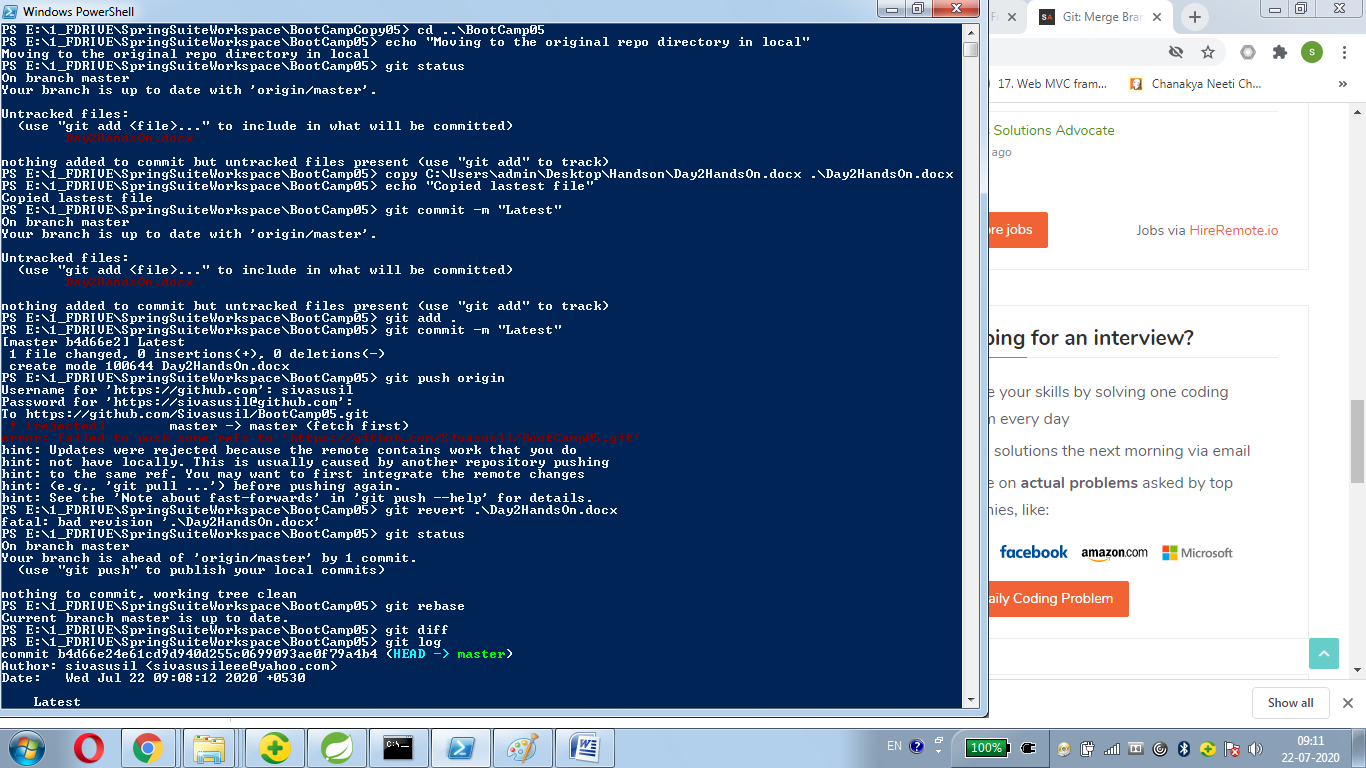 Windows PowerShell
PS E:\1_FDRIVE\SpringSuiteWorkspace\BootCampCopy05> cd ..\BootCamp05
PS E:\1_FDRIVE\SpringSuiteWorkspace\BootCamp05> echo "Moving to the original repo directory in local"
Moving to the original repo directory in local
PS E:\1_FDRIVE\SpringSuiteWorkspace\BootCamp05> git status
On branch master
Your branch is up to date with 'origin/master'.
Untracked files:
(use "git add <file>..." to include in what will be committed)
Day2HandsOn.docx
nothing added to commit but untracked files present (use "git add" to track)
PS E:\1_FDRIVE\SpringSuiteWorkspace\BootCamp05> copy C:\Users\admin\Desktop\Handson\Day2HandsOn.docx .\Day2HandsOn.docx
PS E:\1_FDRIVE\SpringSuiteWorkspace\BootCamp05> echo "Copied lastest file"
Copied lastest file
PS E:\1_FDRIVE\SpringSuiteWorkspace\BootCamp05> git commit -m "Latest"
On branch master
Your branch is up to date with 'origin/master'.
Untracked files:
(use "git add <file>..." to include in what will be committed)
Day2HandsOn.docx
nothing added to commit but untracked files present (use "git add" to track)
PS E:\1_FDRIVE\SpringSuiteWorkspace\BootCamp05> git add .
PS E:\1_FDRIVE\SpringSuiteWorkspace\BootCamp05> git commit -m "Latest"
[master b4d66e2] Latest
1 file changed, 0 insertions(+), 0 deletions(-)
create mode 100644 Day2HandsOn.docx
PS E:\1_FDRIVE\SpringSuiteWorkspace\BootCamp05> git push origin
Username for 'https://github.com': sivasusil
Password for 'https://sivasusil@github.com':
To https://github.com/Sivasusil/BootCamp05.git
! [rejected] master -> master (fetch first)
error: failed to push some refs to 'https://github.com/Sivasusil/BootCamp05.git'
hint: Updates were rejected because the remote contains work that you do
hint: not have locally. This is usually caused by another repository pushing
hint: to the same ref. You may want to first integrate the remote changes
hint: (e.g., 'git pull ...') before pushing again.
hint: See the 'Note about fast-forwards' in 'git push --help' for details.
PS E:\1_FDRIVE\SpringSuiteWorkspace\BootCamp05> git revert .\Day2HandsOn.docx
fatal: bad revision '.\Day2HandsOn.docx'
PS E:\1_FDRIVE\SpringSuiteWorkspace\BootCamp05> git status
On branch master
Your branch is ahead of 'origin/master' by 1 commit.
(use "git push" to publish your local commits)
nothing to commit, working tree clean
PS E:\1_FDRIVE\SpringSuiteWorkspace\BootCamp05> git rebase
Current branch master is up to date.
PS E:\1_FDRIVE\SpringSuiteWorkspace\BootCamp05> git diff
PS E:\1_FDRIVE\SpringSuiteWorkspace\BootCamp05> git log
commit b4d66e24e61cd9d940d255c0699093ae0f79a4b4 (HEAD -> master)
Author: sivasusil <sivasusileee@yahoo.com>
Date: Wed Jul 22 09:08:12 2020 +0530
Latest
SA Git: Merge Bran
S
17. Web MVC fram...
Chanakya Neeti Ch...
»
Solutions Advocate
ago
ore jobs
Jobs via HireRemote.io
ping for an interview?
e your skills by solving one coding
m every day
solutions the next morning via email
e on actual problems asked by top
nies, like:
facebook amazon.com Microsoft
aily Coding Problem
Show all
C:\
W
EN
100%
09:11
22-07-2020